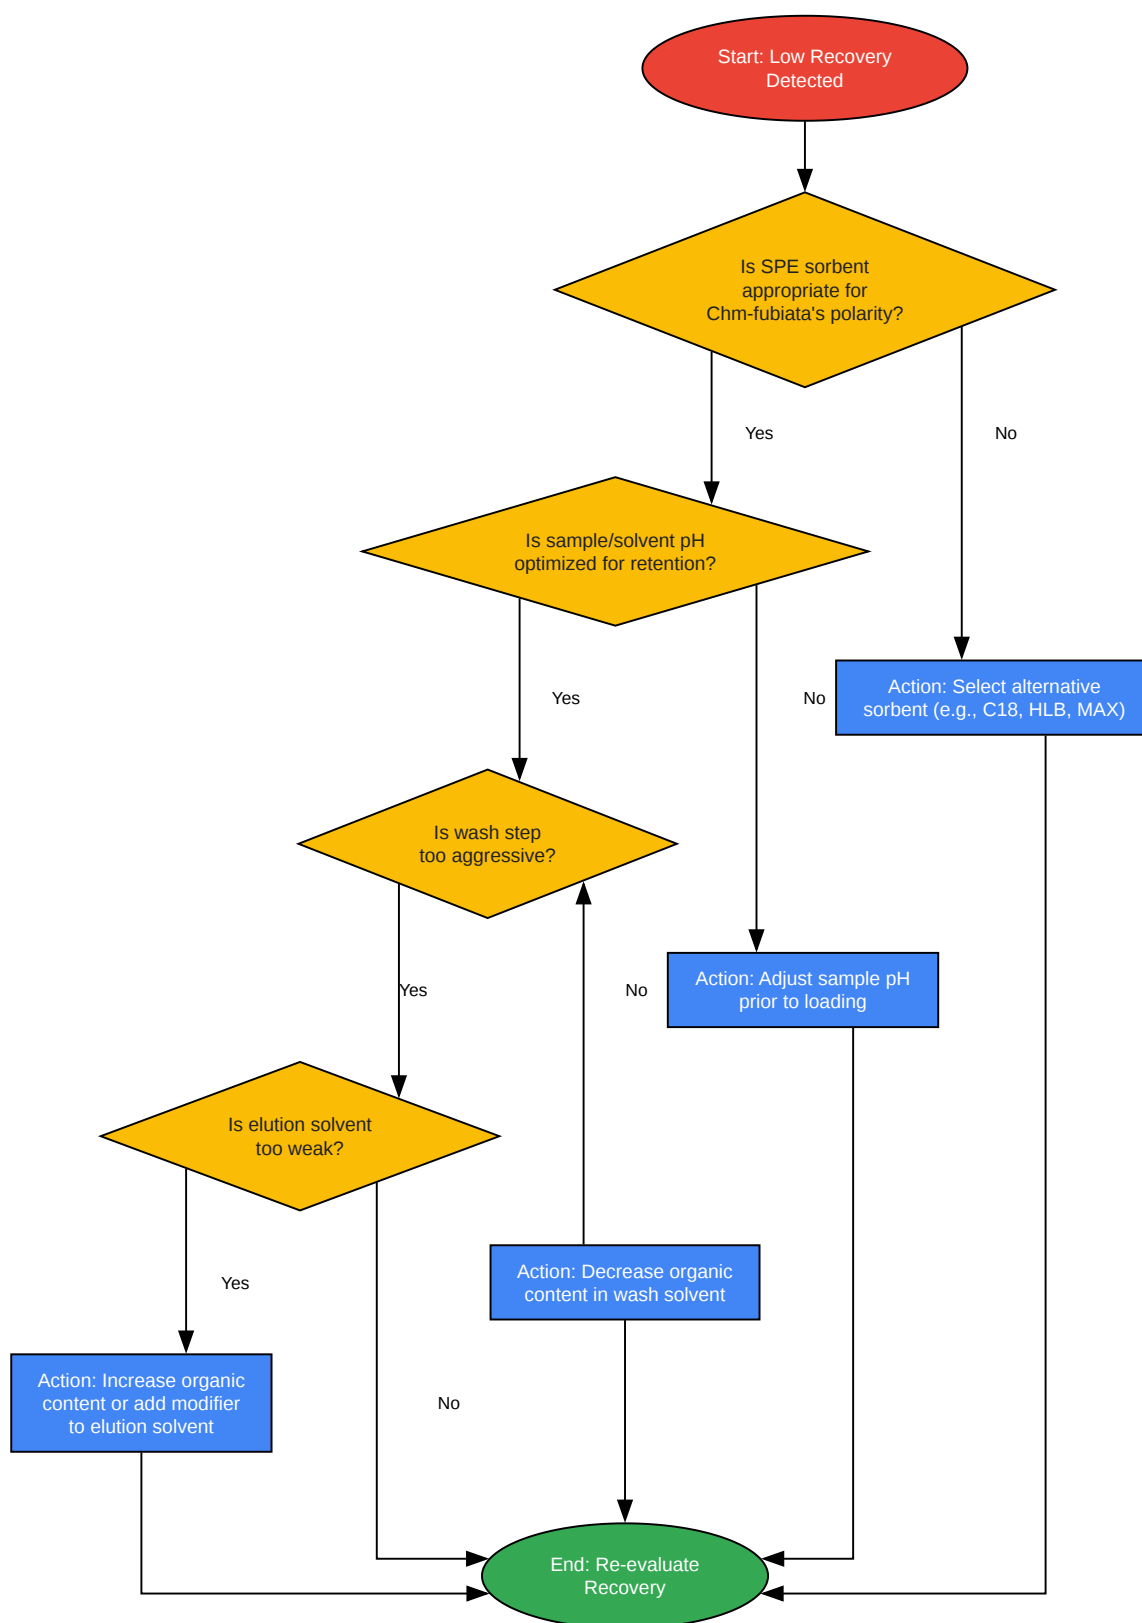 Start: Low Recovery
Detected
Is SPE sorbent
appropriate for
Chm-fubiata's polarity?
Yes
No
Is sample/solvent pH
optimized for retention?
Yes
No
Action: Select alternative
sorbent (e.g., C18, HLB, MAX)
Is wash step
too aggressive?
Yes
No
Action: Adjust sample pH
prior to loading
Is elution solvent
too weak?
Yes
Action: Decrease organic
content in wash solvent
Action: Increase organic
content or add modifier
to elution solvent
No
End: Re-evaluate
Recovery